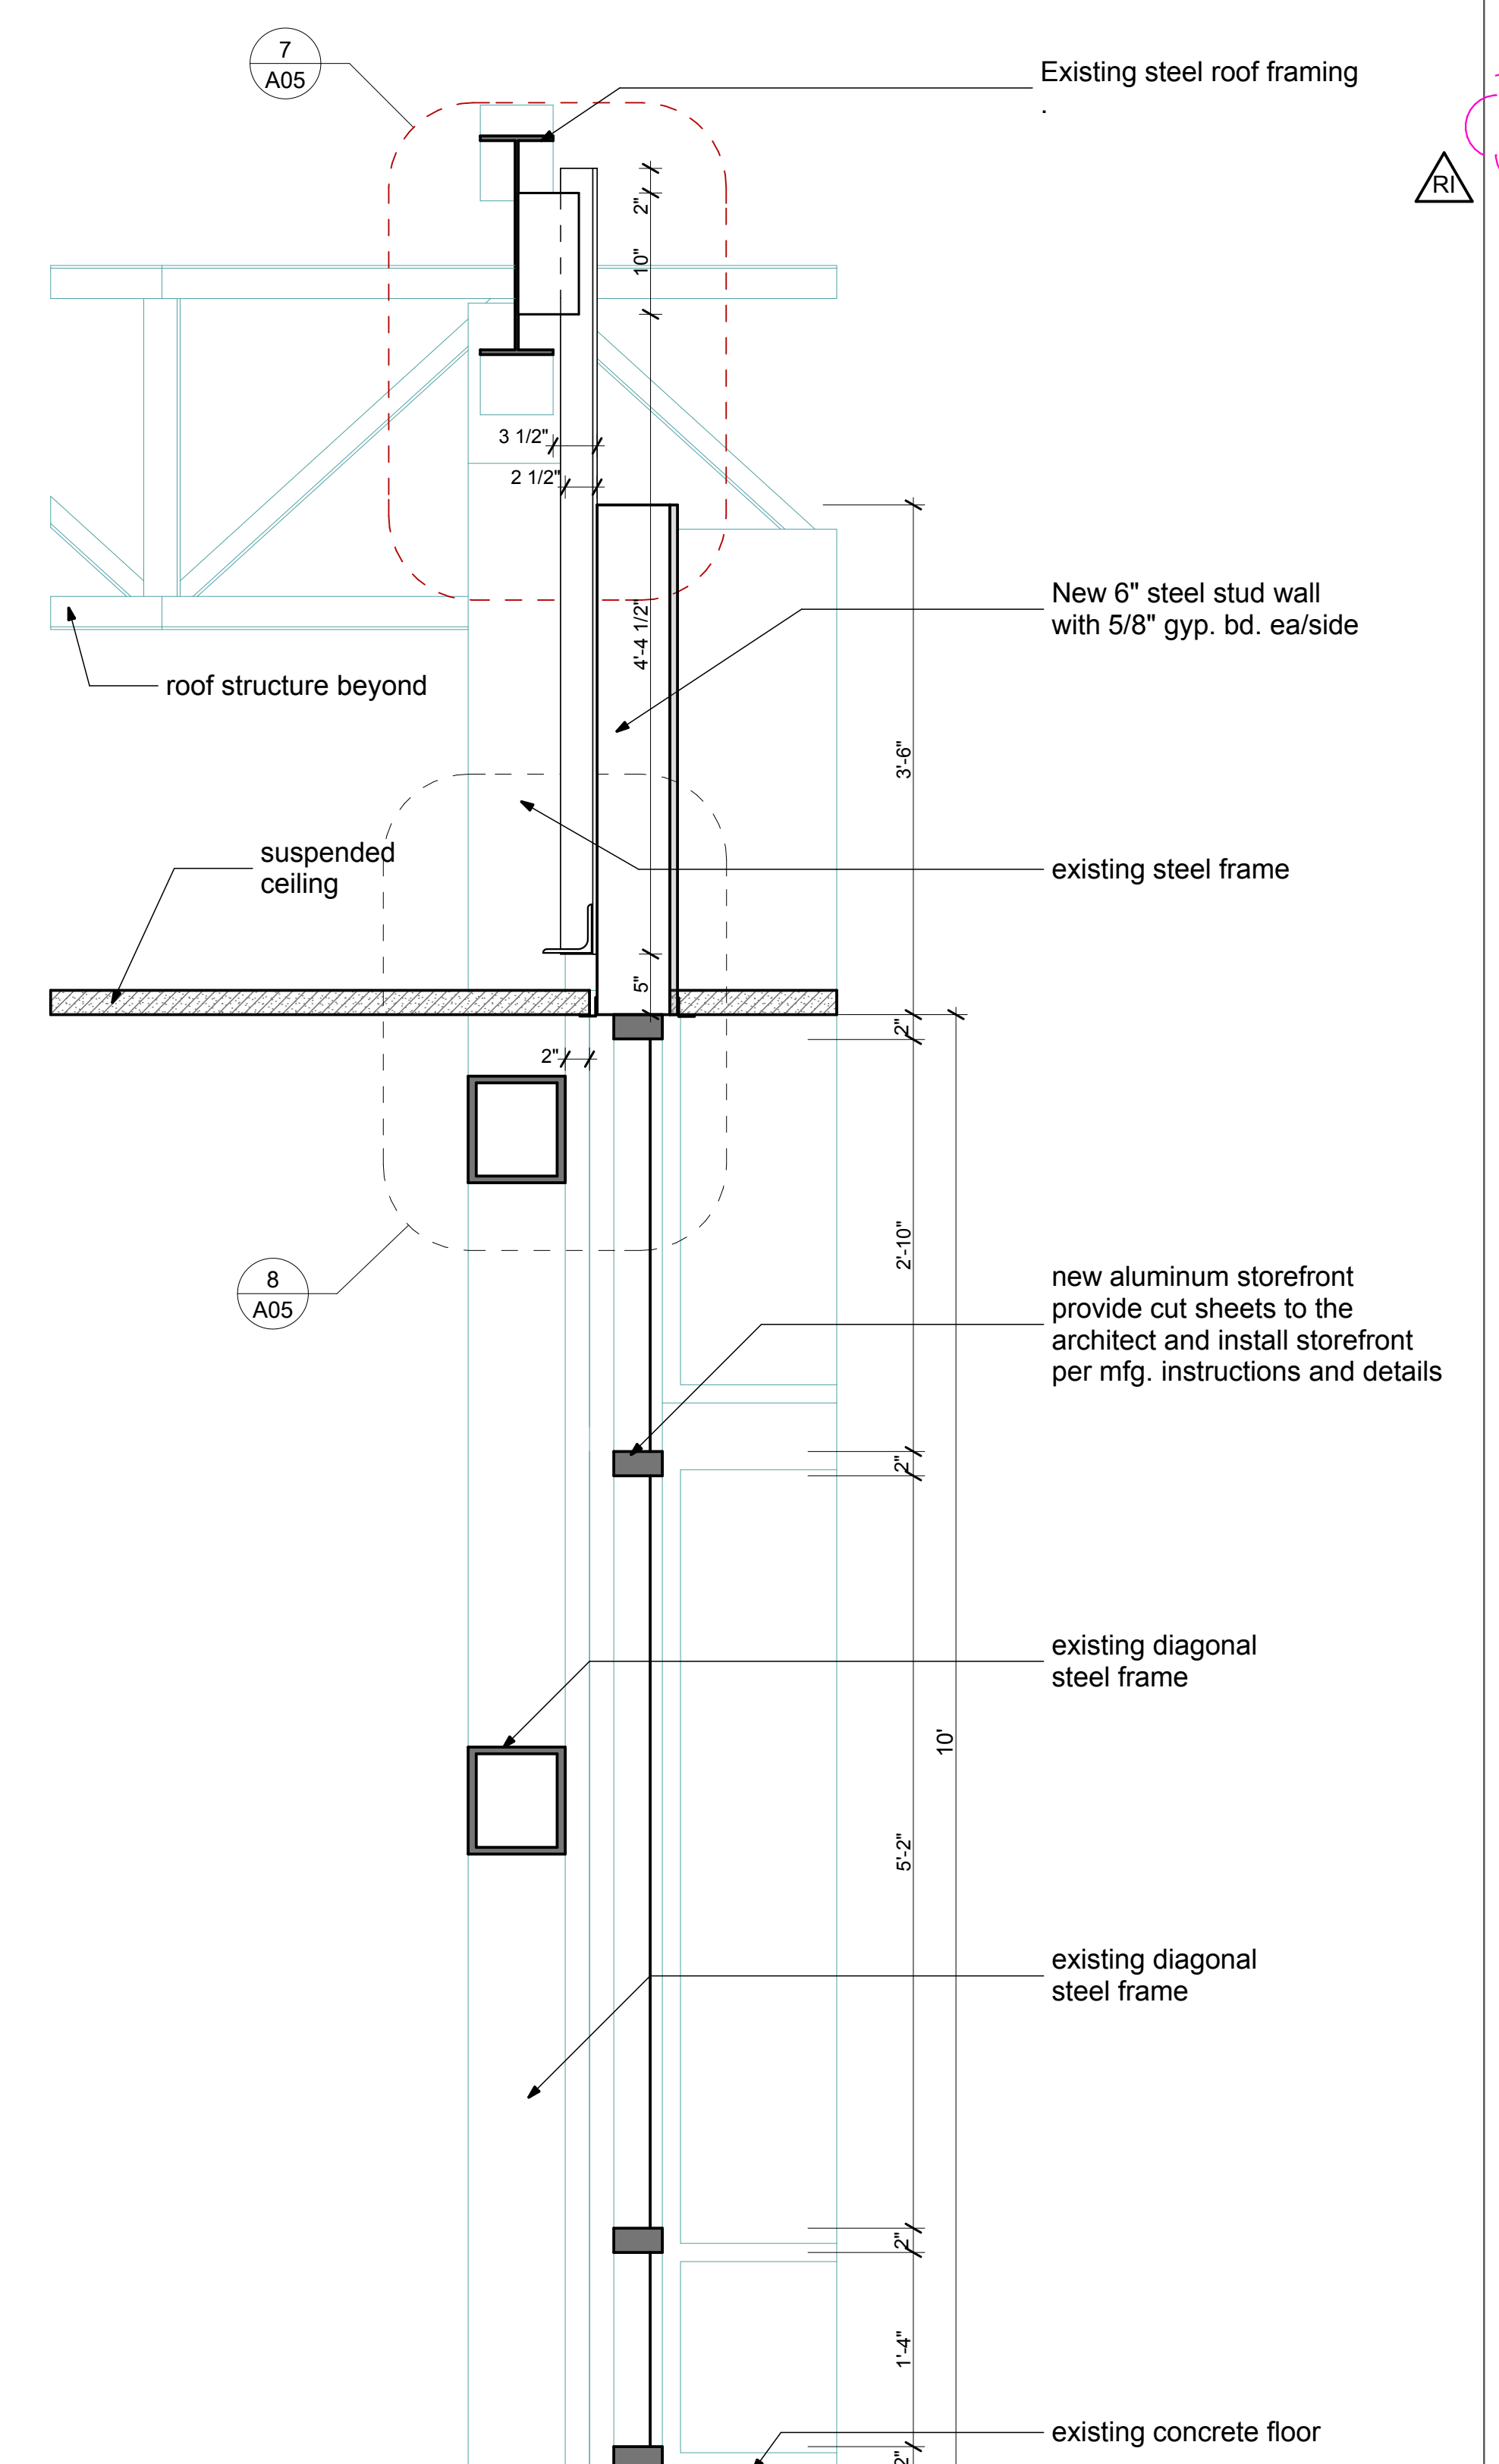 7
A05
Existing steel roof framing
.
RI
2"
10"
3 1/2"
2 1/2"
New 6" steel stud wall
with 5/8" gyp. bd. ea/side
4'-4 1/2"
roof structure beyond
3'-6"
suspended
ceiling
existing steel frame
5"
2"
2"
2'-10"
8
A05
new aluminum storefront
provide cut sheets to the
architect and install storefront
per mfg. instructions and details
2"
existing diagonal
steel frame
10'
5'-2"
existing diagonal
steel frame
2"
1'-4"
existing concrete floor
2"